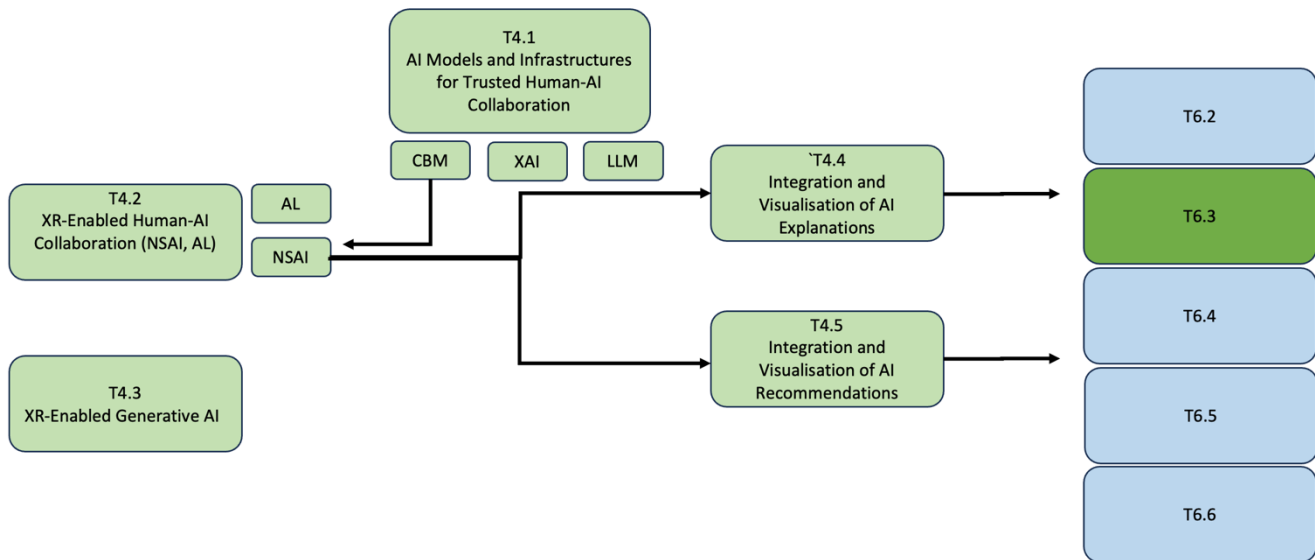 T4.1
AI Models and Infrastructures
for Trusted Human-AI
Collaboration
CBM
XAI
LLM
T4.2
XR-Enabled Human-AI
Collaboration (NSAI, AL)
AL
NSAI
T4.3
XR-Enabled Generative AI
`T4.4
Integration and
Visualisation of AI
Explanations
T4.5
Integration and
Visualisation of AI
Recommendations
T6.2
T6.3
T6.4
T6.5
T6.6